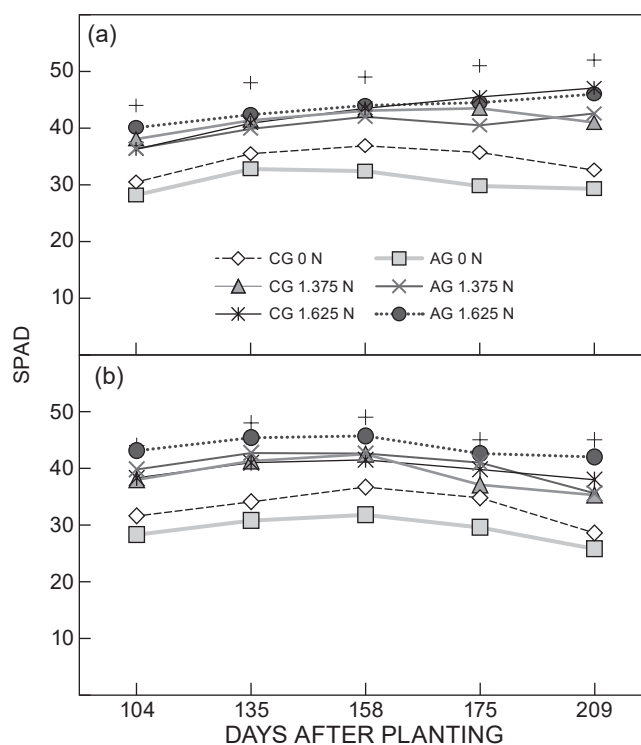 (a)
50
40
30
20
10
CG 0 N AG 0 N
CG 1.375 N AG 1.375 N
CG 1.625 N AG 1.625 N
SPAD
(b)
50
40
30
20
10
104 135 158 175 209
DAYS AFTER PLANTING